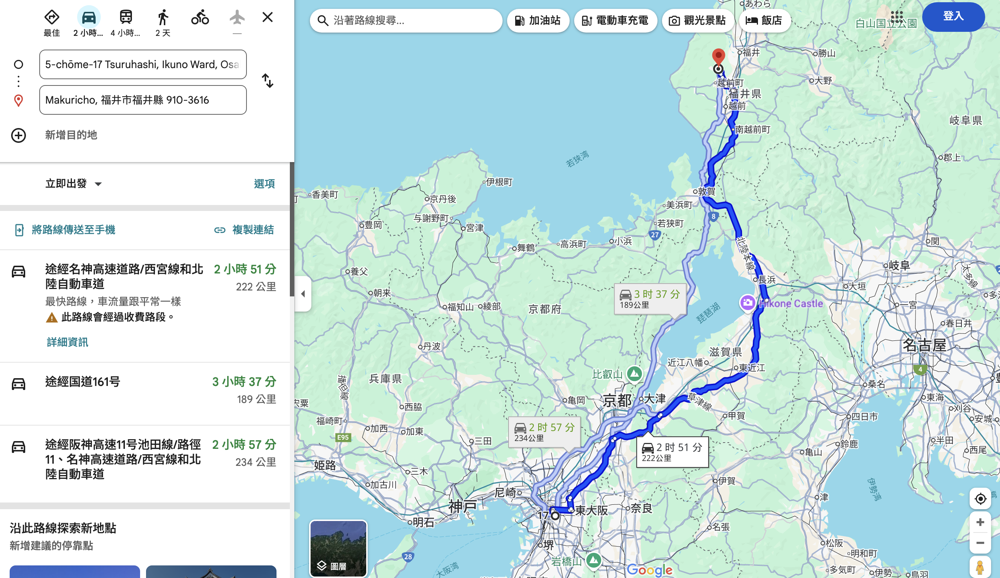 最佳
2 小時...
4 小時...
2 天
—
5-chōme-17 Tsuruhashi, Ikuno Ward, Osa
Makuricho, 福井市福井縣 910-3616
新增目的地
立即出發
選項
將路線傳送至手機
複製連結
途經名神高速道路/西宮線和北
陸自動車道
2 小時 51 分
222 公里
最快路線，車流量跟平常一樣
此路線會經過收費路段。
詳細資訊
途經国道161号
3 小時 37 分
189 公里
途經阪神高速11号池田線/路徑
11、名神高速道路/西宮線和北
陸自動車道
2 小時 57 分
234 公里
沿此路線探索新地點
新增建議的停靠點
沿著路線搜尋...
加油站
電動車充電
觀光景點
飯店
登入
あわら
白山国立公園
福井
勝山
大野
越前町
福井県
越前
南越前町
岐阜県
郡上
若狭湾
伊根町
香美町
京丹後
敦賀
美浜町
8
与謝野町
豊岡
宮津
若狭町
27
小浜
高浜町
舞鶴
北陸本線
関
岐阜
太多線
養父
長浜
大垣
朝来
福知山
綾部
京都府
3 时 37 分
189公里
琵琶湖
Hikone Castle
一宮
春日井
丹波
滋賀県
名古屋
近江八幡
東近江
4
兵庫県
播但線
比叡山
桑名
亀岡
京都
大津
草津線
東海
刈谷
宍粟
西脇
福崎町
甲賀
四日市
安城
加西
加東
2 时 57 分
234公里
E95
三田
2 时 51 分
222公里
半田
鈴鹿
亀山
西尾
姫路
三木
加古川
伊賀
伊勢湾
尼崎
津
神戸
17
東大阪
奈良
明石
名張
堺
松阪
28
岩橋山
明和町
大阪湾
圖層
Google
多気町
伊勢
鳥羽